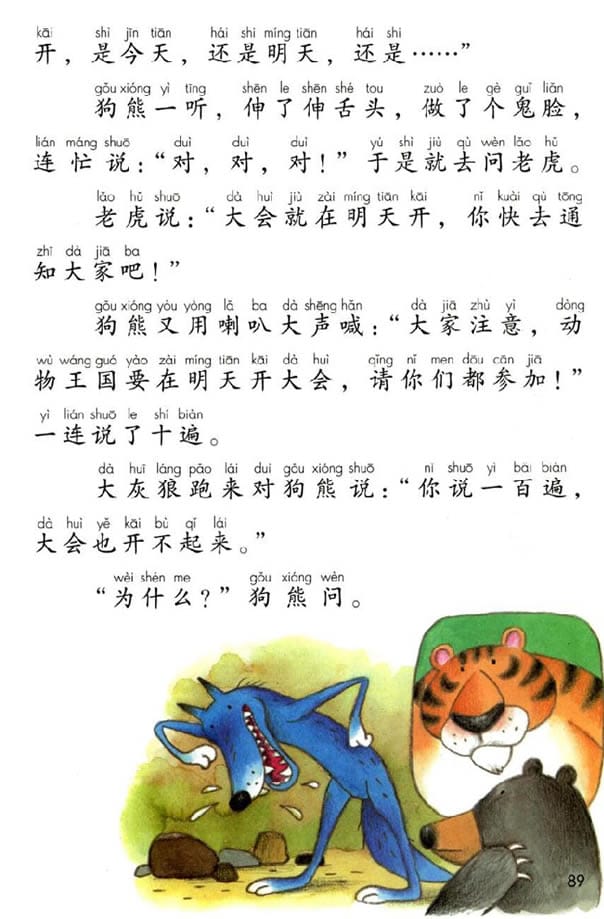 kāi shì jīn tiān hái shì míng tiān hái shì
开，是今天，还是明天，还是……”
gǒu xióng yì tīng shēn le shēn shé tou zuò le gè guǐ liǎn
狗熊一听，伸了伸舌头，做了个鬼脸，
lián máng shuō duì duì duì yú shì jiù qù wèn lǎo hǔ
连忙说：“对，对，对！”于是就去问老虎。
lǎo hǔ shuō dà huì jiù zài míng tiān kāi nǐ kuài qù tōng
老虎说：“大会就在明天开，你快去通
zhī dà jiā ba
知大家吧！”
gǒu xióng yòu yòng lǎ ba dà shēng hǎn dà jiā zhù yì dòng
狗熊又用喇叭大声喊：“大家注意，动
wù wáng guó yào zài míng tiān kāi dà huì qǐng nǐ men dōu cān jiā
物王国要在明天开大会，请你们都参加！”
yì lián shuō le shí biàn
一连说了十遍。
dà huī láng pǎo lái duì gǒu xióng shuō nǐ shuō yì bǎi biàn
大灰狼跑来对狗熊说：“你说一百遍，
dà huì yě kāi bù qǐ lái
大会也开不起来。”
wèi shén me gǒu xióng wèn
“为什么？”狗熊问。
89